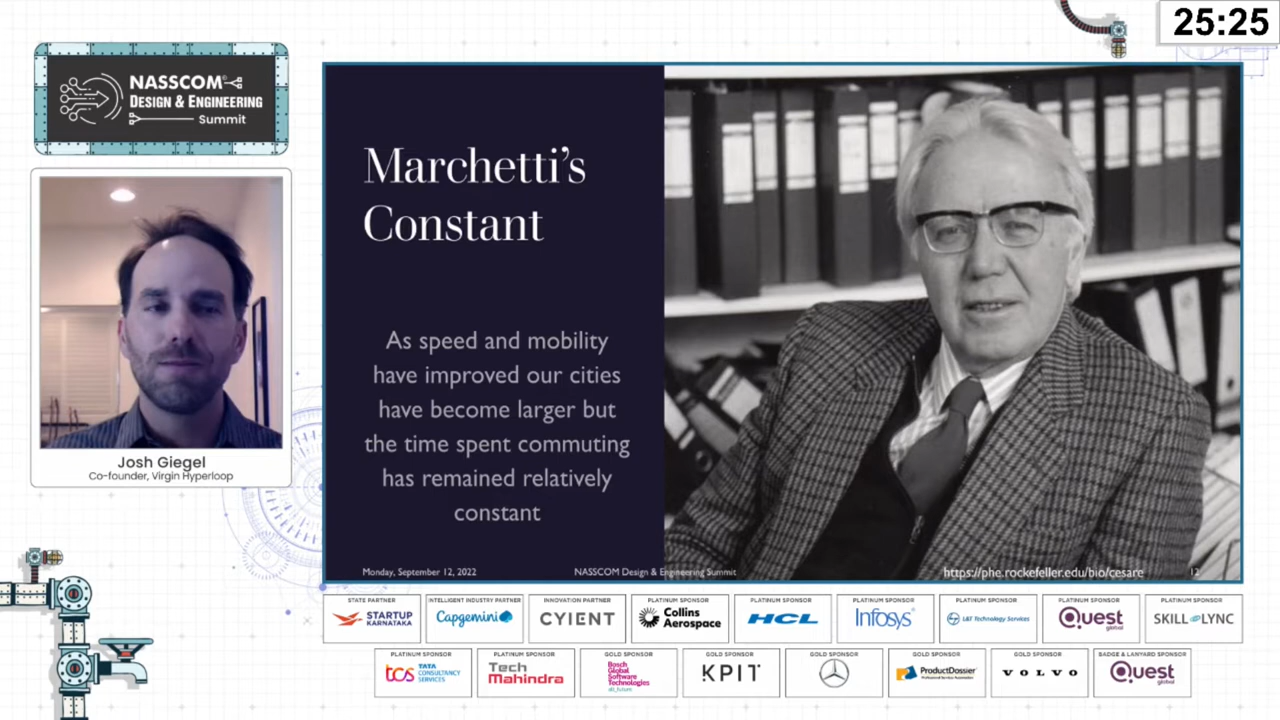 25:25
NASSCOM®
DESIGN & ENGINEERING
Summit
Josh Giegel
Co-founder, Virgin Hyperloop
Marchetti's
Constant
As speed and mobility
have improved our cities
have become larger but
the time spent commuting
has remained relatively
constant
Monday, September 12, 2022
NASSCOM Design & Engineering Summit
https://phe.rockefeller.edu/bio/cesare
12
STATE PARTNER
STARTUP
KARNATAKA
INTELLIGENT INDUSTRY PARTNER
Capgemini
INNOVATION PARTNER
CYIENT
PLATINUM SPONSOR
Collins
Aerospace
PLATINUM SPONSOR
HCL
PLATINUM SPONSOR
Infosys®
PLATINUM SPONSOR
L&T Technology Services
PLATINUM SPONSOR
Quest
global
PLATINUM SPONSOR
SKILL LYNC
PLATINUM SPONSOR
tcs TATA
CONSULTANCY
SERVICES
PLATINUM SPONSOR
Tech
Mahindra
GOLD SPONSOR
Bosch
Global
Software
Technologies
alt_future
GOLD SPONSOR
KPIT
GOLD SPONSOR
GOLD SPONSOR
ProductDossier
Professional Services Automation
GOLD SPONSOR
VOLVO
BADGE & LANYARD SPONSOR
Quest
global